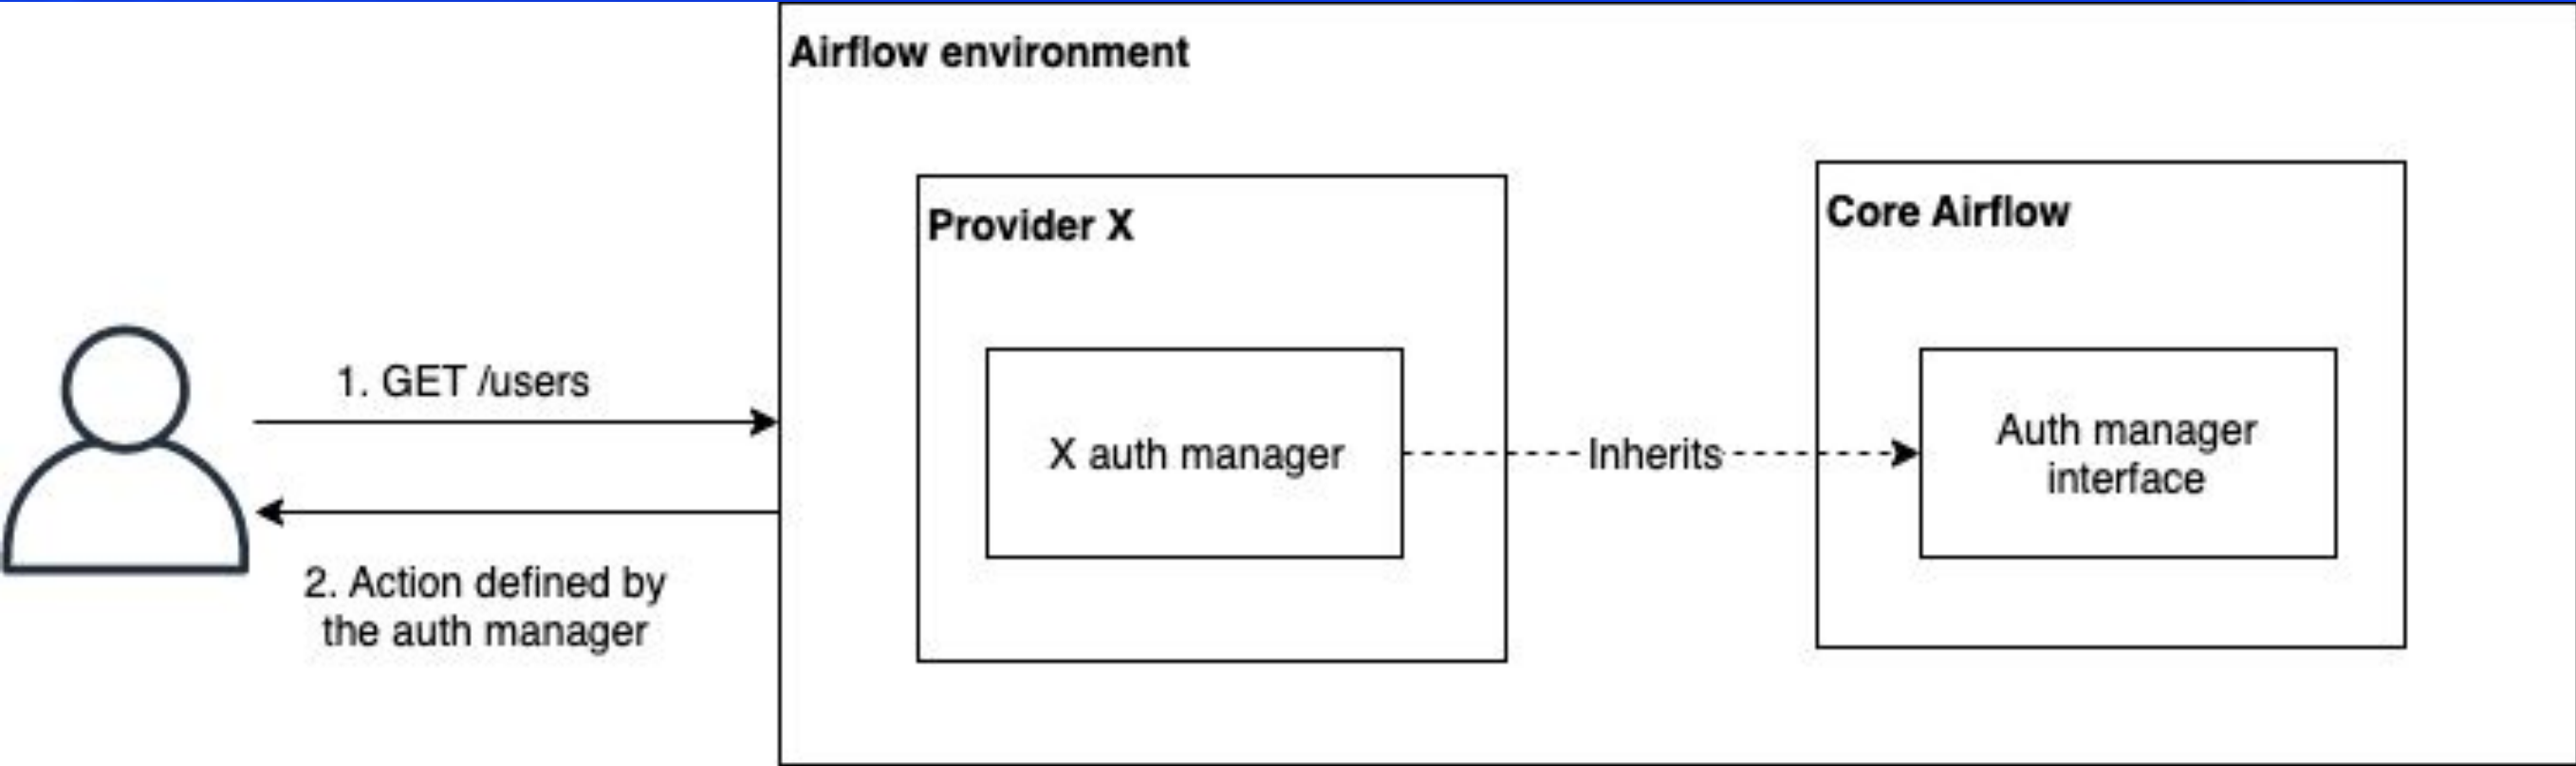 Airflow environment
Provider X
Core Airflow
1. GET /users
X auth manager
Inherits
Auth manager
interface
2. Action defined by
the auth manager